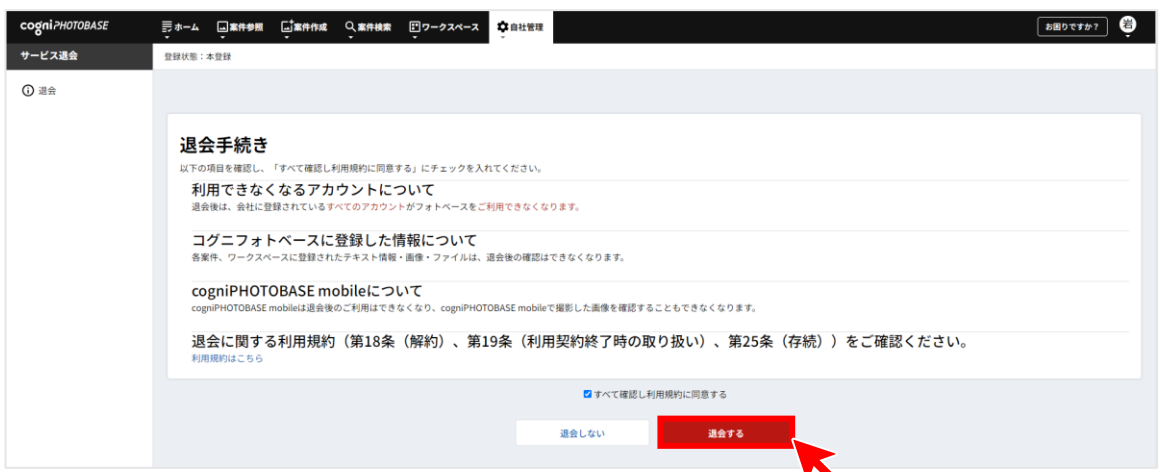 cogniPHOTOBASE
ホーム
案件参照
案件作成
案件検索
ワークスペース
自社管理
お困りですか？
岩
サービス退会
登録状態：本登録
退会
退会手続き
以下の項目を確認し、「すべて確認し利用規約に同意する」にチェックを入れてください。
利用できなくなるアカウントについて
退会後は、会社に登録されているすべてのアカウントがフォトベースをご利用できなくなります。
コグニフォトベースに登録した情報について
各案件、ワークスペースに登録されたテキスト情報・画像・ファイルは、退会後の確認はできなくなります。
cogniPHOTOBASE mobileについて
cogniPHOTOBASE mobileは退会後のご利用はできなくなり、cogniPHOTOBASE mobileで撮影した画像を確認することもできなくなります。
退会に関する利用規約（第18条（解約）、第19条（利用契約終了時の取り扱い）、第25条（存続））をご確認ください。
利用規約はこちら
すべて確認し利用規約に同意する
退会しない
退会する